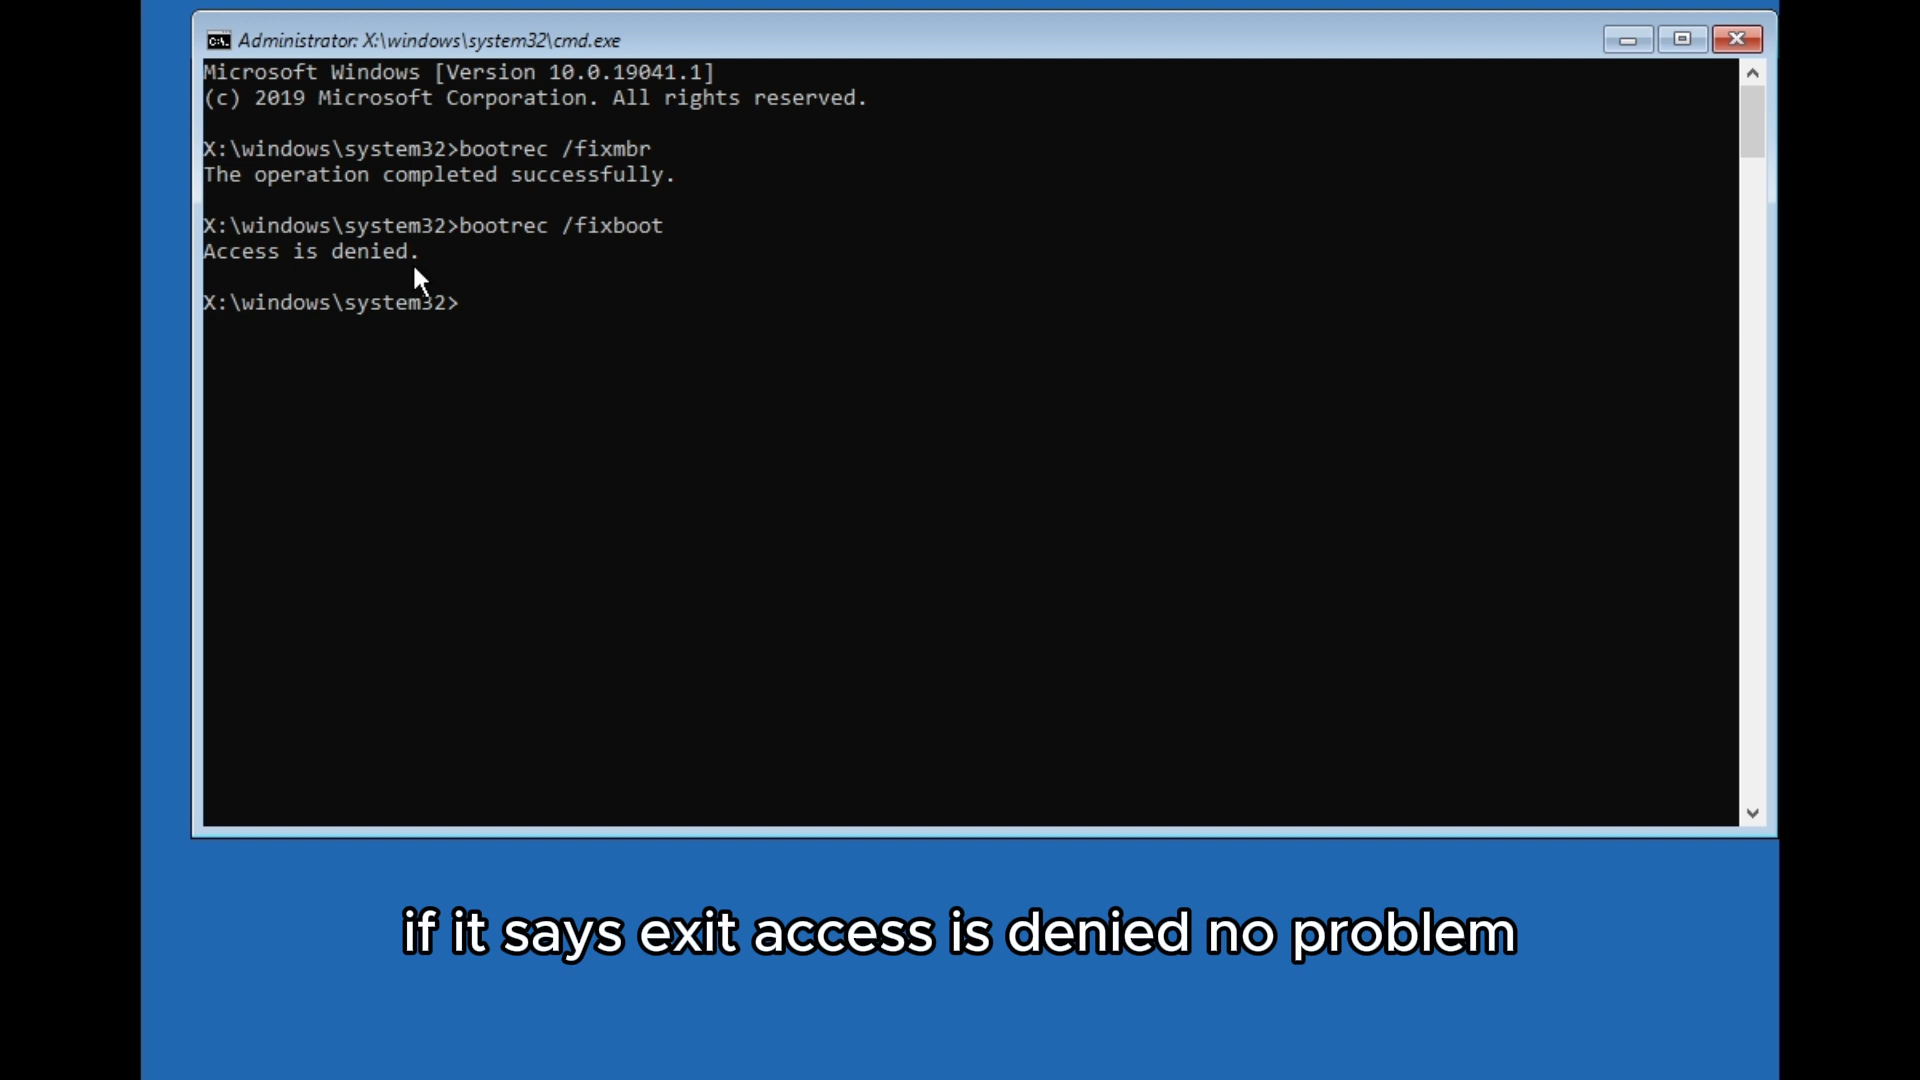 Administrator: X:\windows\system32\cmd.exe
Microsoft Windows [Version 10.0.19041.1]
(c) 2019 Microsoft Corporation. All rights reserved.
X:\windows\system32>bootrec /fixmbr
The operation completed successfully.
X:\windows\system32>bootrec /fixboot
Access is denied.
X:\windows\system32>
if it says exit access is denied no problem